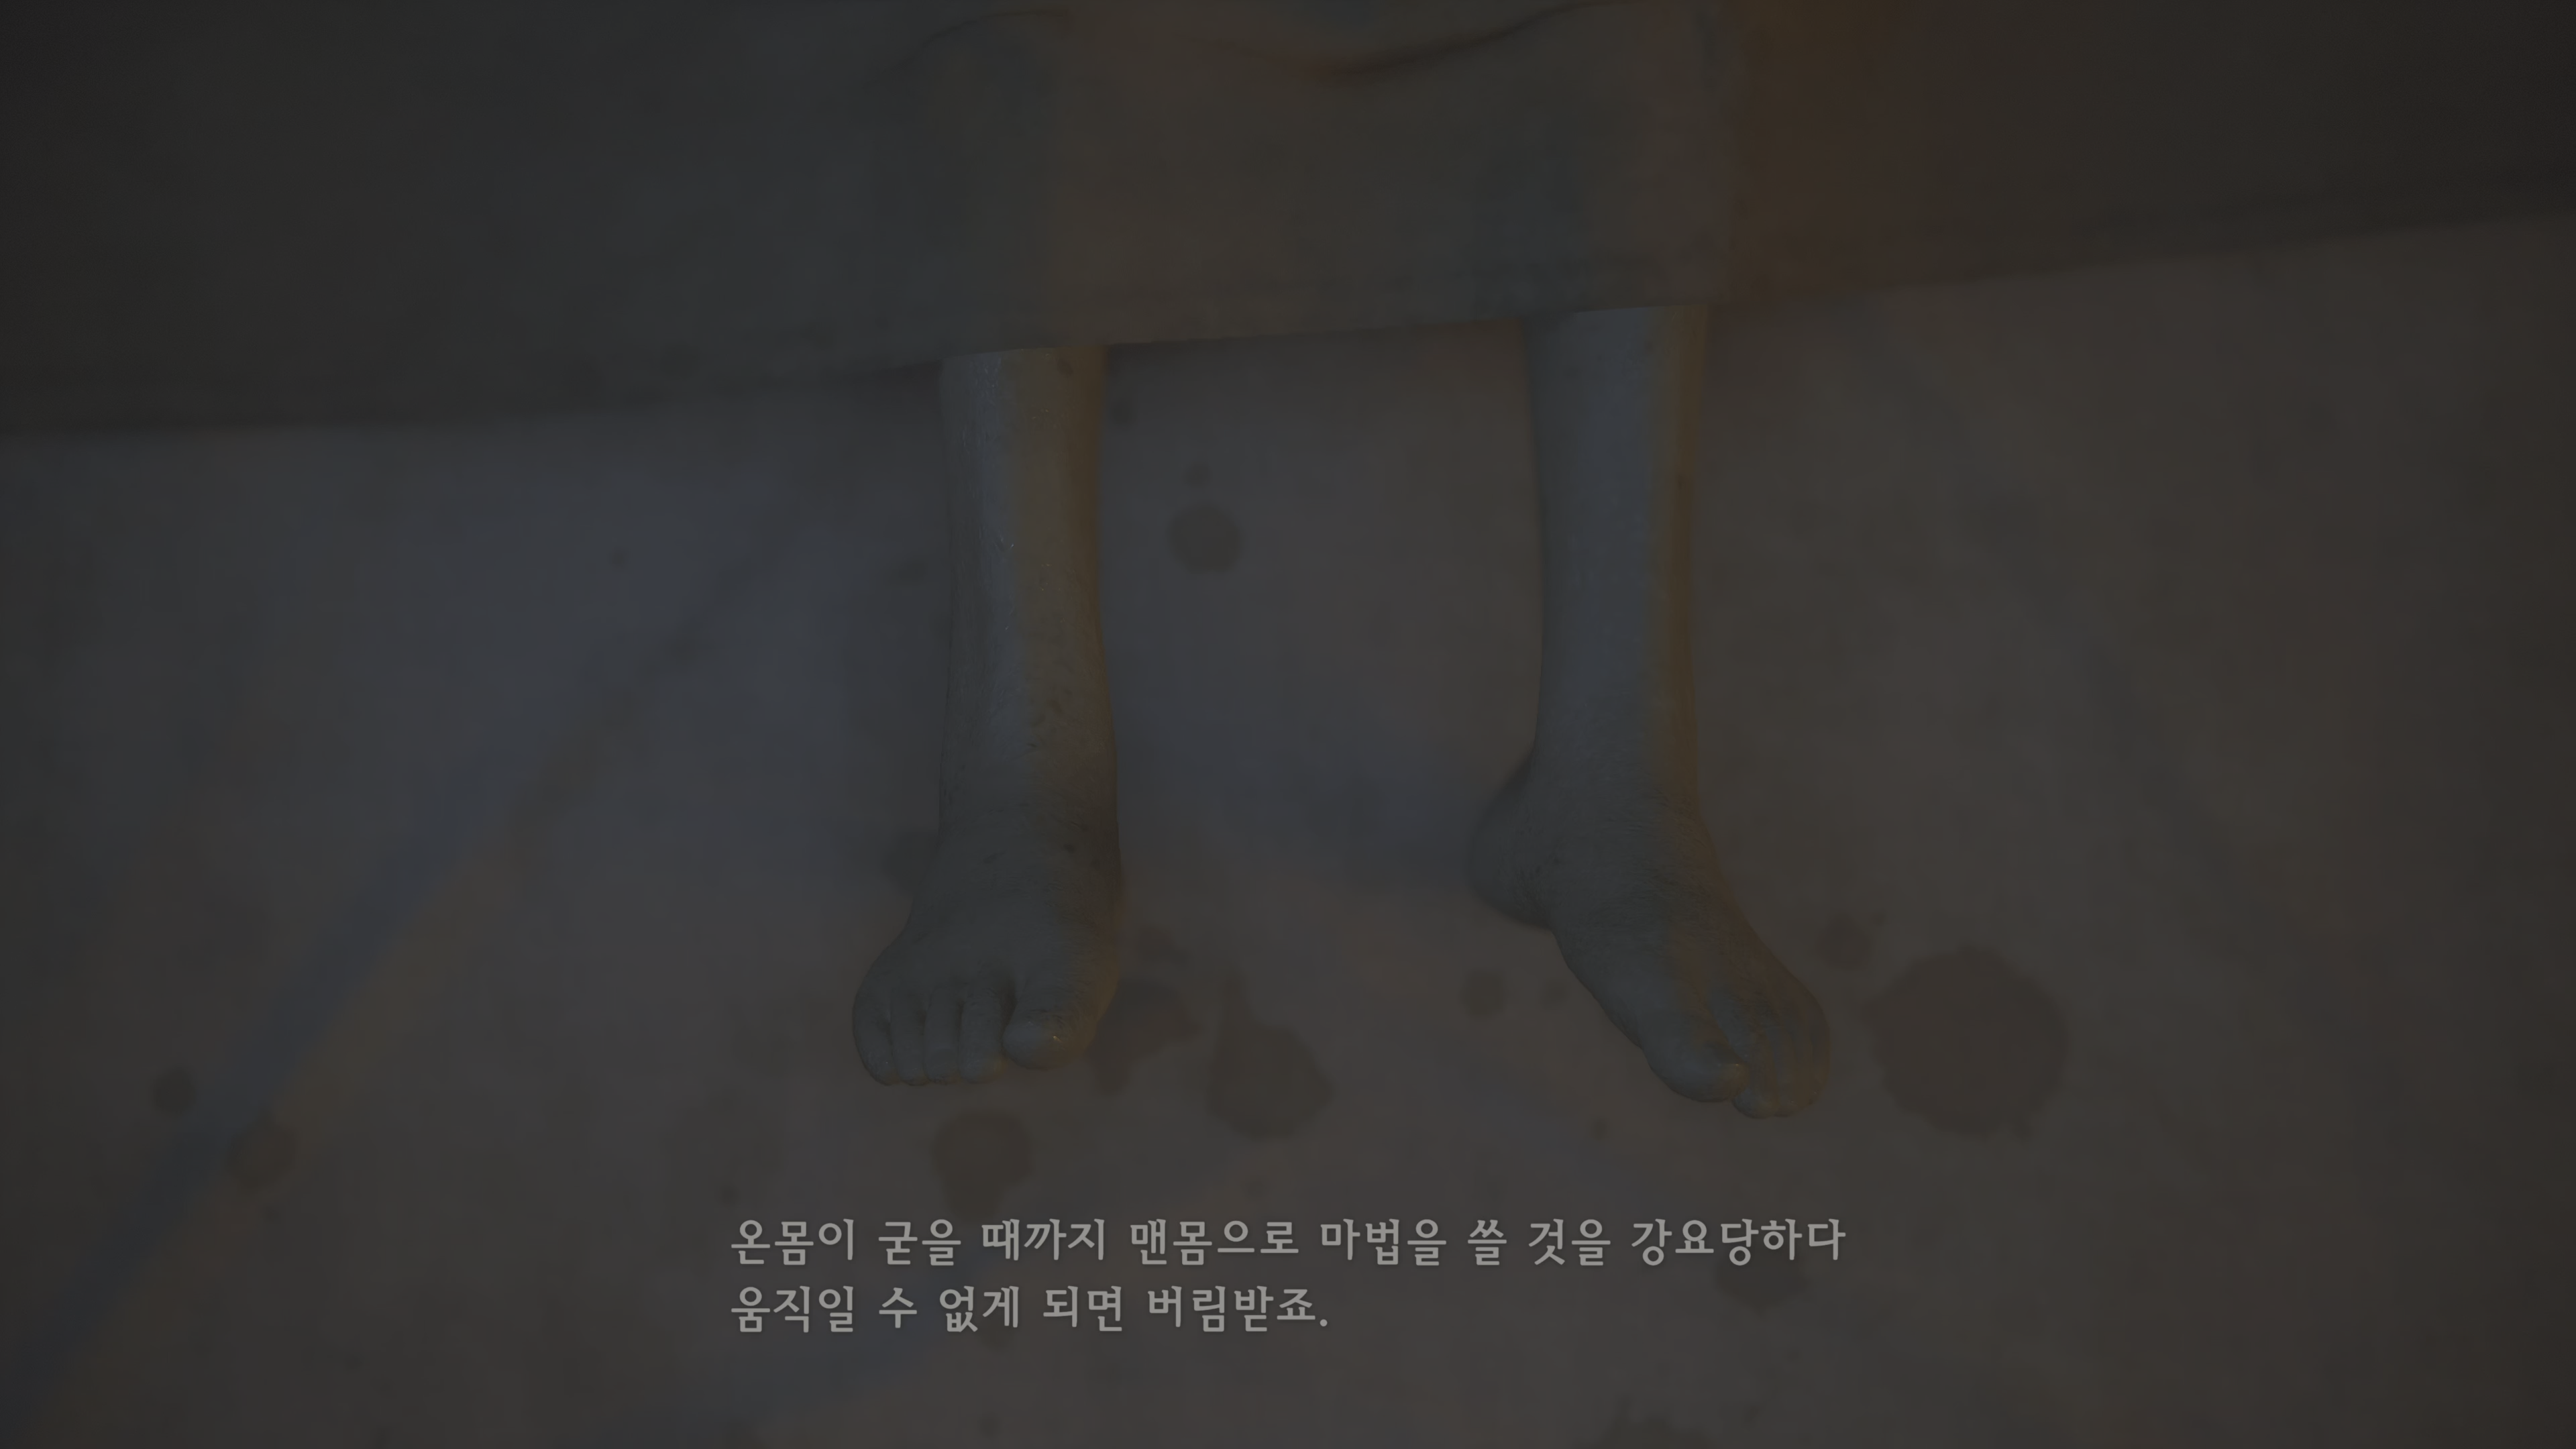 온몸이 굳을 때까지 맨몸으로 마법을 쓸 것을 강요당하다
움직일 수 없게 되면 버림받죠.